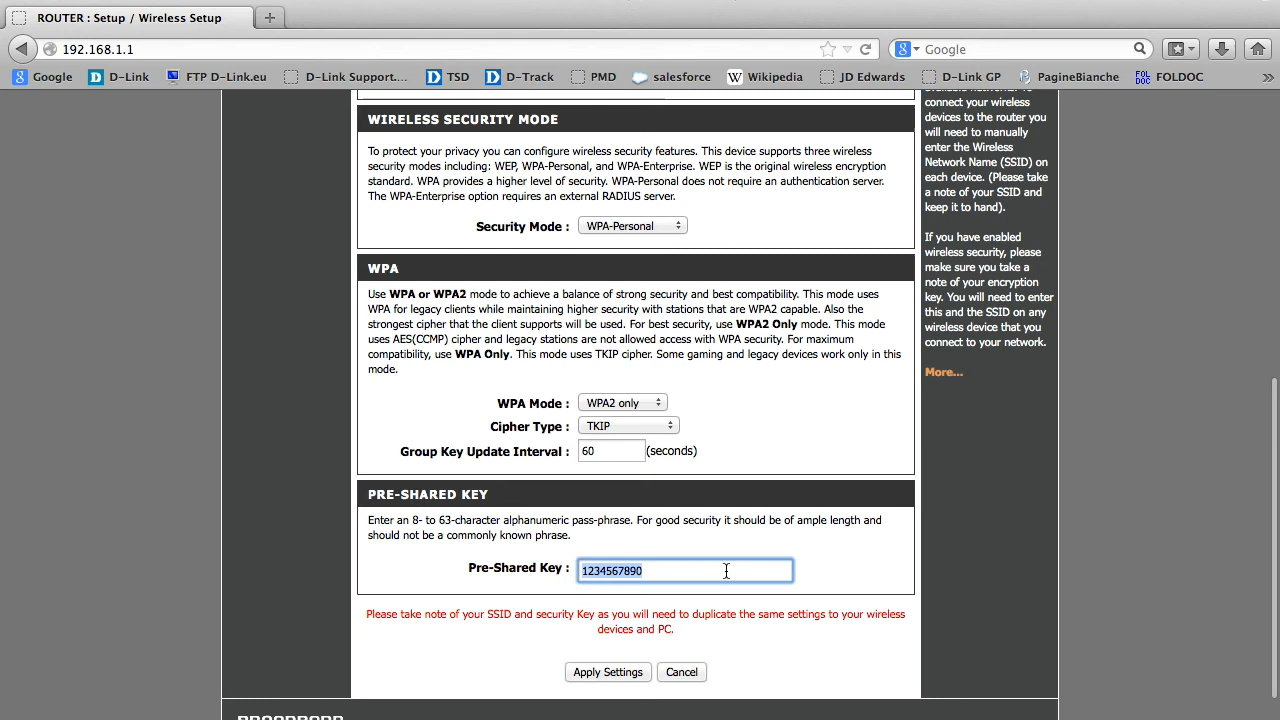 ROUTER : Setup / Wireless Setup
192.168.1.1
Google
Google
D-Link
FTP D-Link.eu
D-Link Support....
TSD
D-Track
PMD
salesforce
Wikipedia
JD Edwards
D-Link GP
PagineBianche
FOLDOC
WIRELESS SECURITY MODE
To protect your privacy you can configure wireless security features. This device supports three wireless
security modes including: WEP, WPA-Personal, and WPA-Enterprise. WEP is the original wireless encryption
standard. WPA provides a higher level of security. WPA-Personal does not require an authentication server.
The WPA-Enterprise option requires an external RADIUS server.
Security Mode : WPA-Personal
WPA
Use WPA or WPA2 mode to achieve a balance of strong security and best compatibility. This mode uses
WPA for legacy clients while maintaining higher security with stations that are WPA2 capable. Also the
strongest cipher that the client supports will be used. For best security, use WPA2 Only mode. This mode
uses AES(CCMP) cipher and legacy stations are not allowed access with WPA security. For maximum
compatibility, use WPA Only. This mode uses TKIP cipher. Some gaming and legacy devices work only in this
mode.
WPA Mode : WPA2 only
Cipher Type : TKIP
Group Key Update Interval : 60 (seconds)
PRE-SHARED KEY
Enter an 8- to 63-character alphanumeric pass-phrase. For good security it should be of ample length and
should not be a commonly known phrase.
Pre-Shared Key : 1234567890
Please take note of your SSID and security Key as you will need to duplicate the same settings to your wireless
devices and PC.
Apply Settings
Cancel
connect your wireless
devices to the router you
will need to manually
enter the Wireless
Network Name (SSID) on
each device. (Please take
a note of your SSID and
keep it to hand).
If you have enabled
wireless security, please
make sure you take a
note of your encryption
key. You will need to enter
this and the SSID on any
wireless device that you
connect to your network.
More...